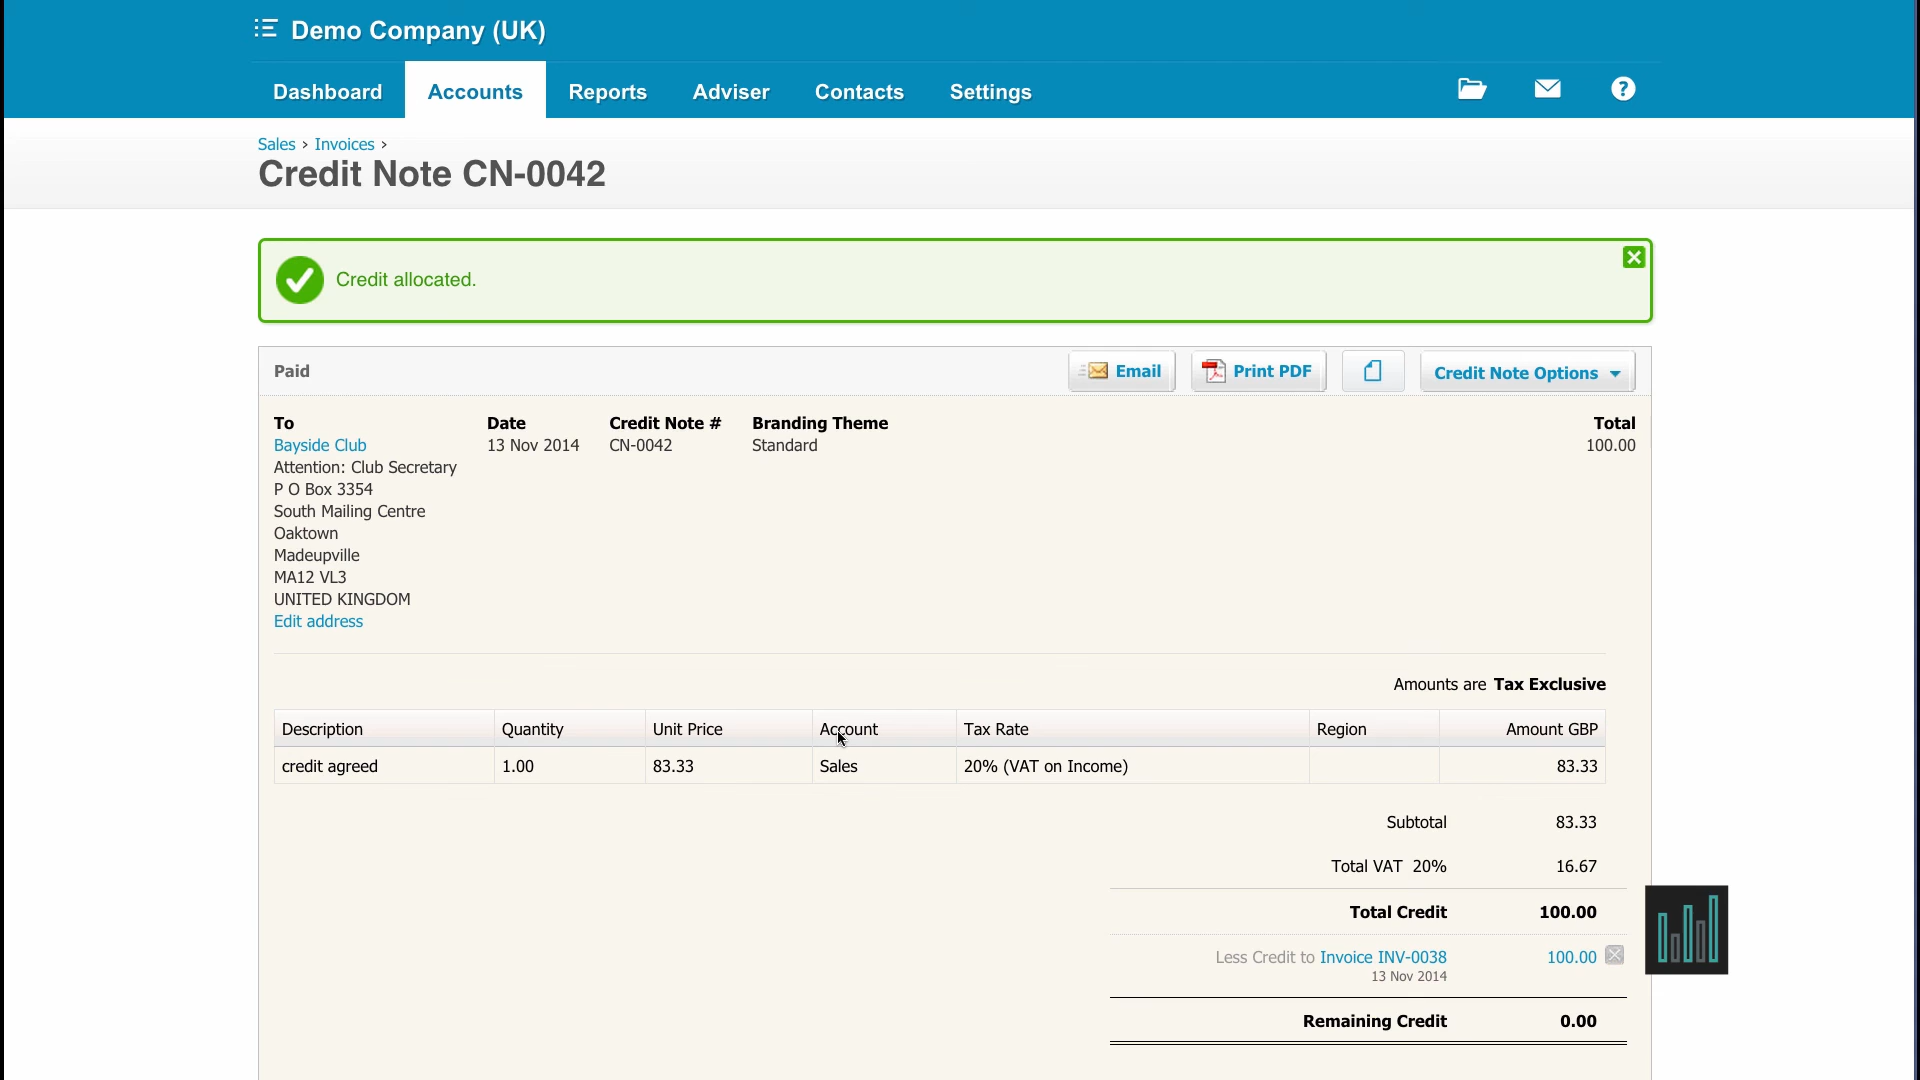 Demo Company (UK)
Dashboard Accounts Reports Adviser Contacts Settings
?
Sales › Invoices ›
Credit Note CN-0042
Credit allocated.
Paid Email Print PDF Credit Note Options
To Date Credit Note # Branding Theme Total
Bayside Club 13 Nov 2014 CN-0042 Standard 100.00
Attention: Club Secretary
P O Box 3354
South Mailing Centre
Oaktown
Madeupville
MA12 VL3
UNITED KINGDOM
Edit address
Amounts are Tax Exclusive
Description Quantity Unit Price Account Tax Rate Region Amount GBP
credit agreed 1.00 83.33 Sales 20% (VAT on Income) 83.33
Subtotal 83.33
Total VAT 20% 16.67
Total Credit 100.00
Less Credit to Invoice INV-0038 100.00
13 Nov 2014
Remaining Credit 0.00